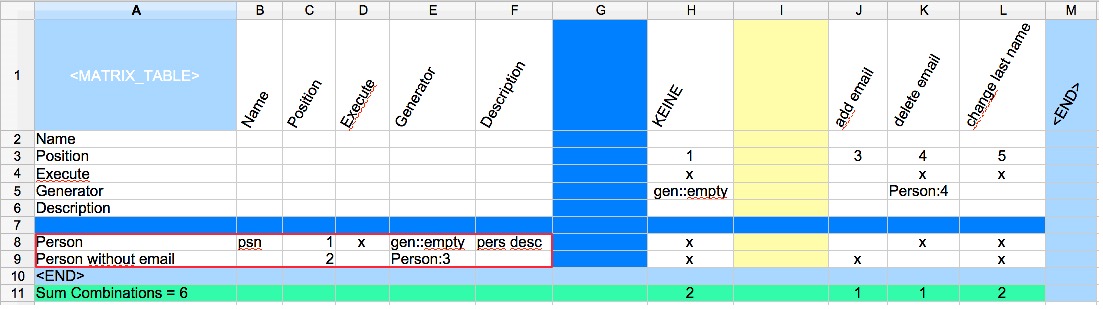 A B C D E F G H I J K L M
1 <MATRIX_TABLE> Name Position Execute Generator Description KEINE add email delete email change last name <END>
2 Name
3 Position 1 3 4 5
4 Execute x x x
5 Generator gen::empty Person:4
6 Description
7
8 Person psn 1 x gen::empty pers desc x x x
9 Person without email 2 Person:3 x x x
10 <END>
11 Sum Combinations = 6 2 1 1 2